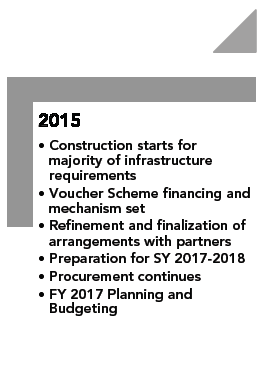 2015
• Construction starts for
majority of infrastructure
requirements
• Voucher Scheme financing and
mechanism set
• Refinement and finalization of
arrangements with partners
• Preparation for SY 2017-2018
• Procurement continues
• FY 2017 Planning and
Budgeting